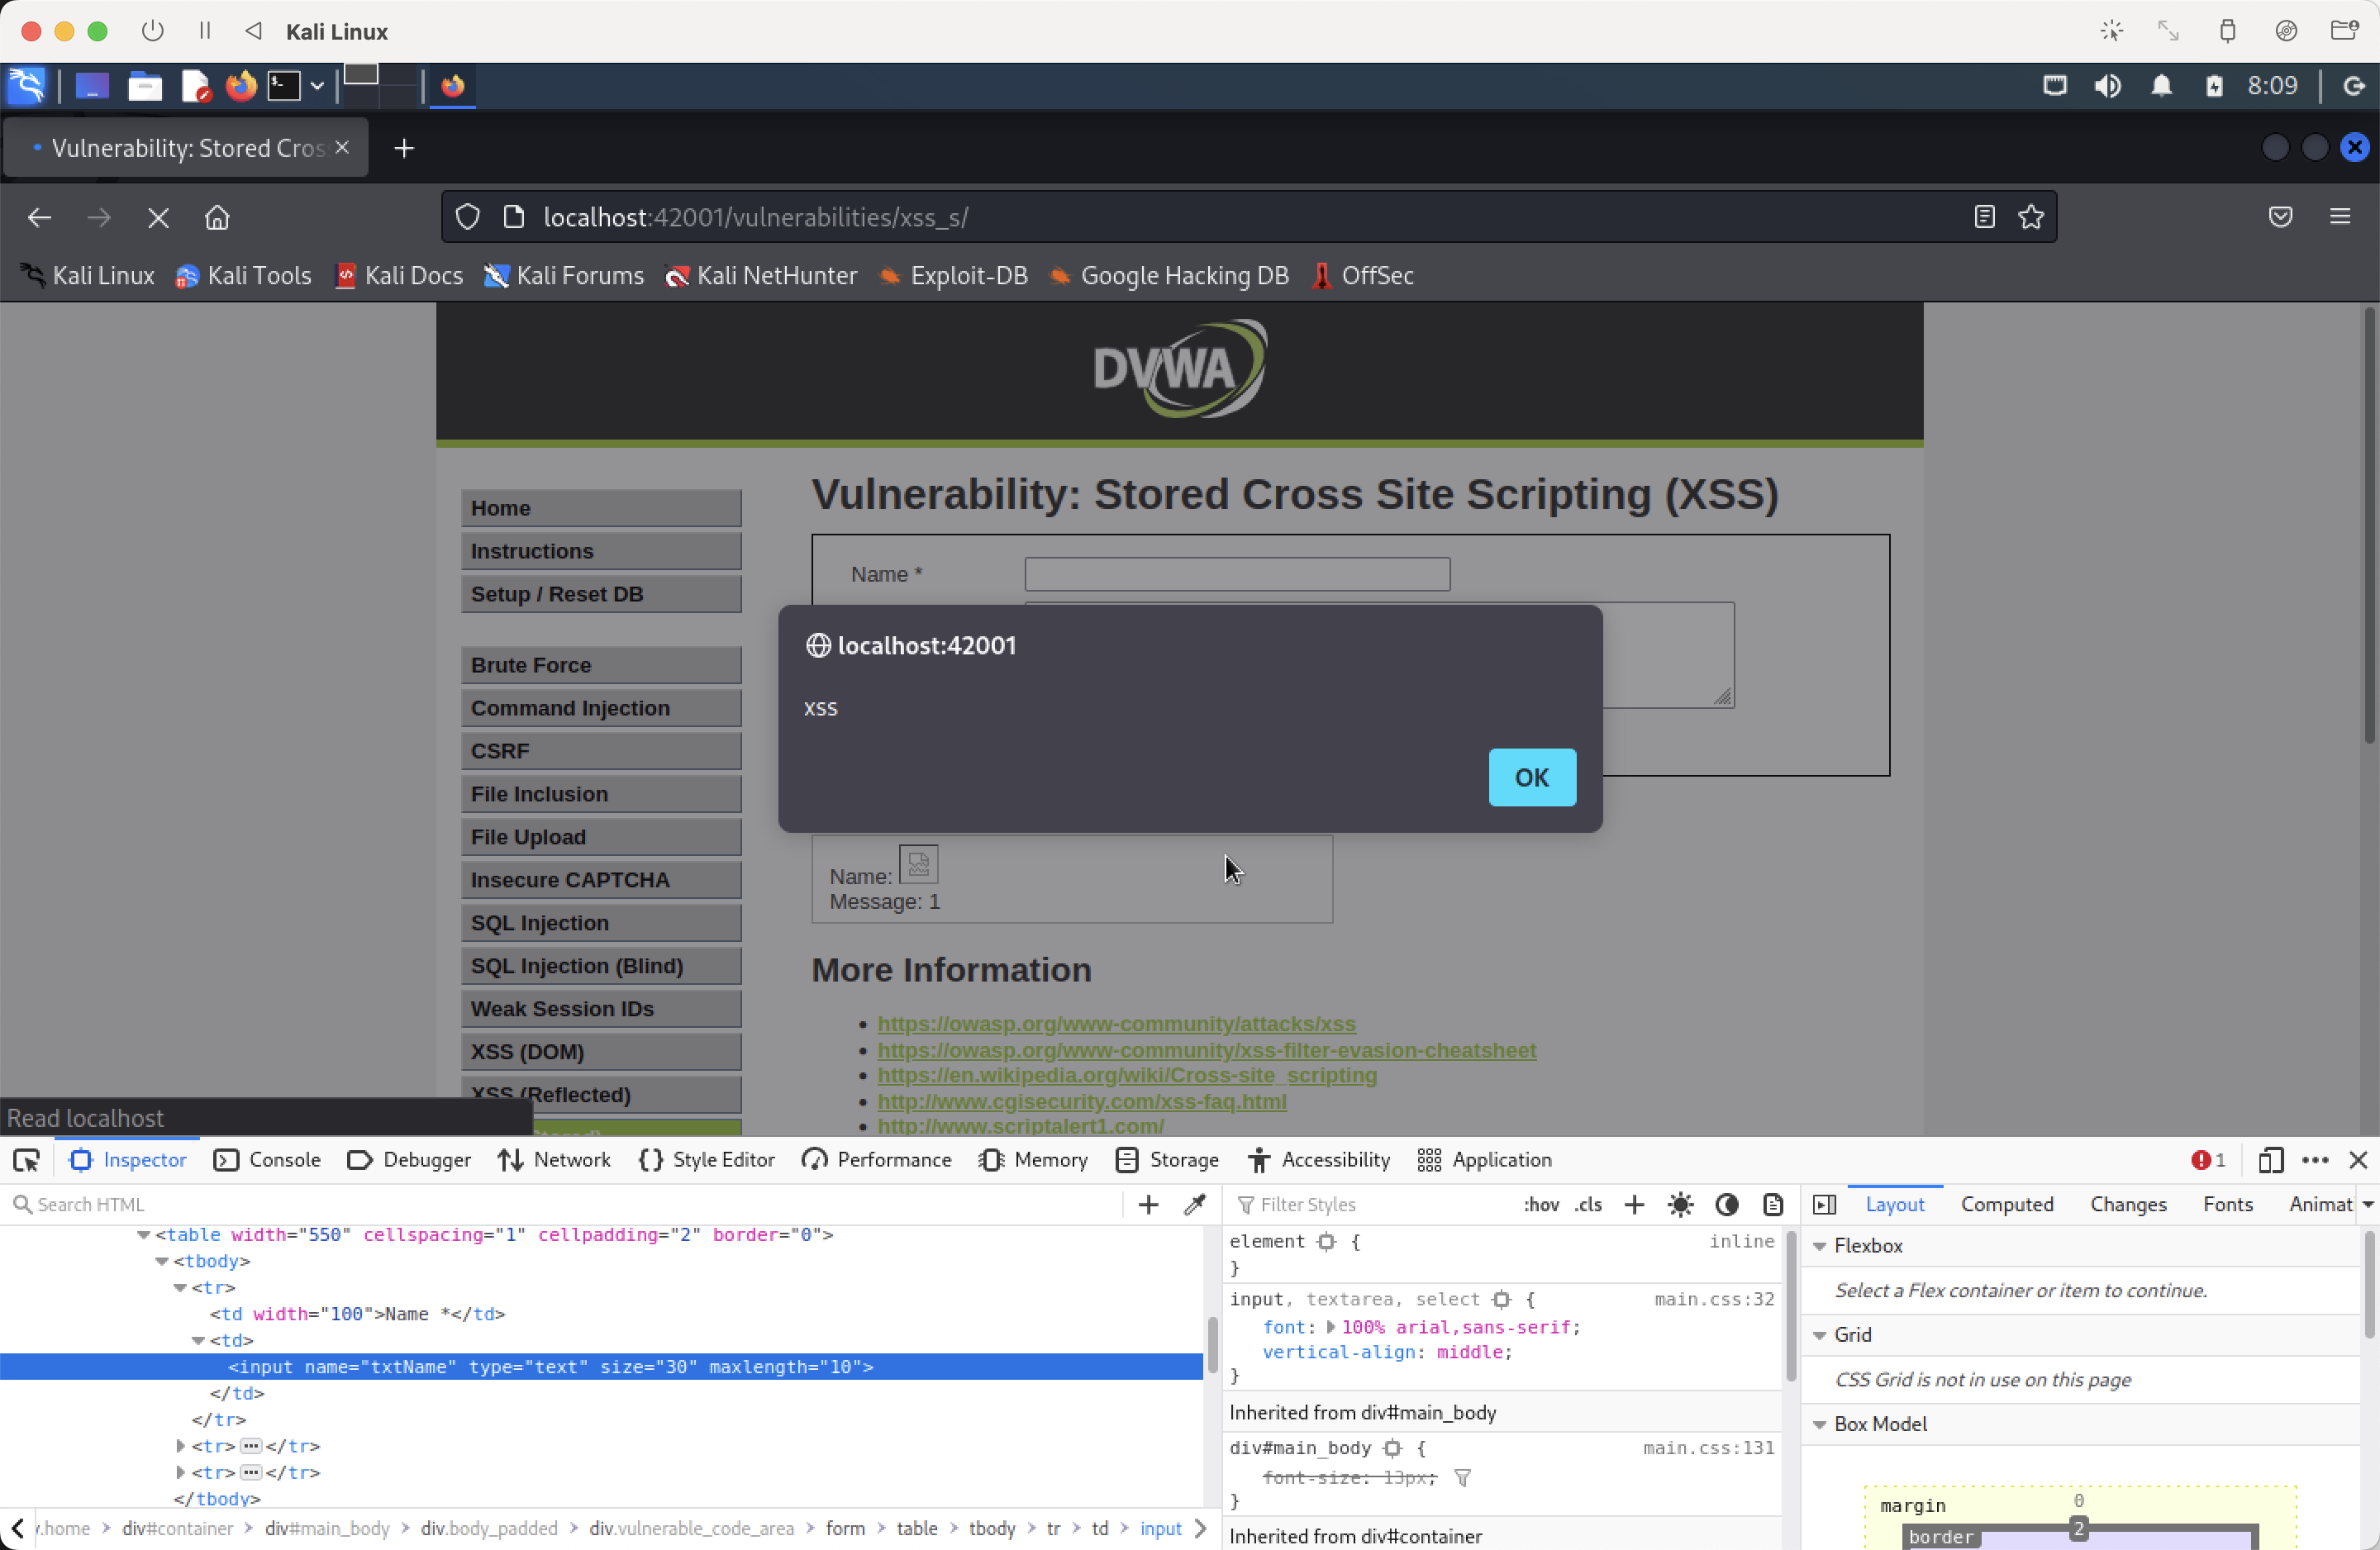 Kali Linux
8:09
Vulnerability: Stored Cros
localhost:42001/vulnerabilities/xss_s/
Kali Linux Kali Tools Kali Docs Kali Forums Kali NetHunter Exploit-DB Google Hacking DB OffSec
DVWA
Home
Instructions
Setup / Reset DB
Brute Force
Command Injection
CSRF
File Inclusion
File Upload
Insecure CAPTCHA
SQL Injection
SQL Injection (Blind)
Weak Session IDs
XSS (DOM)
XSS (Reflected)
Vulnerability: Stored Cross Site Scripting (XSS)
Name *
localhost:42001
xss
OK
Name:
Message: 1
More Information
https://owasp.org/www-community/attacks/xss
https://owasp.org/www-community/xss-filter-evasion-cheatsheet
https://en.wikipedia.org/wiki/Cross-site_scripting
http://www.cgisecurity.com/xss-faq.html
http://www.scriptalert1.com/
Read localhost
Inspector Console Debugger Network Style Editor Performance Memory Storage Accessibility Application 1
Search HTML
<table width="550" cellspacing="1" cellpadding="2" border="0">
<tbody>
<tr>
<td width="100">Name *</td>
<td>
<input name="txtName" type="text" size="30" maxlength="10">
</td>
</tr>
<tr> </tr>
<tr> </tr>
</tbody>
.home div#container div#main_body div.body_padded div.vulnerable_code_area form table tbody tr td input
Filter Styles :hov .cls
element { inline
}
input, textarea, select { main.css:32
font: 100% arial,sans-serif;
vertical-align: middle;
}
Inherited from div#main_body
div#main_body { main.css:131
font-size: 13px;
}
Inherited from div#container
Layout Computed Changes Fonts Animat
Flexbox
Select a Flex container or item to continue.
Grid
CSS Grid is not in use on this page
Box Model
margin 0
border 2